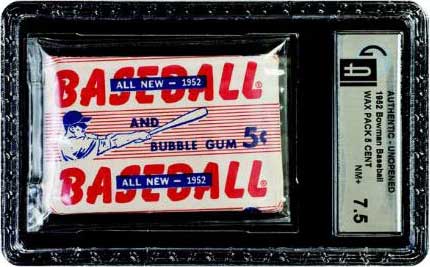 BASEBALL®
ALL NEW – 1952
AND
BUBBLE GUM 5¢
BASEBALL®
ALL NEW – 1952
GAI
AUTHENTIC - UNOPENED
1952 Bowman Baseball
WAX PACK 5 CENT
NM+
7.5